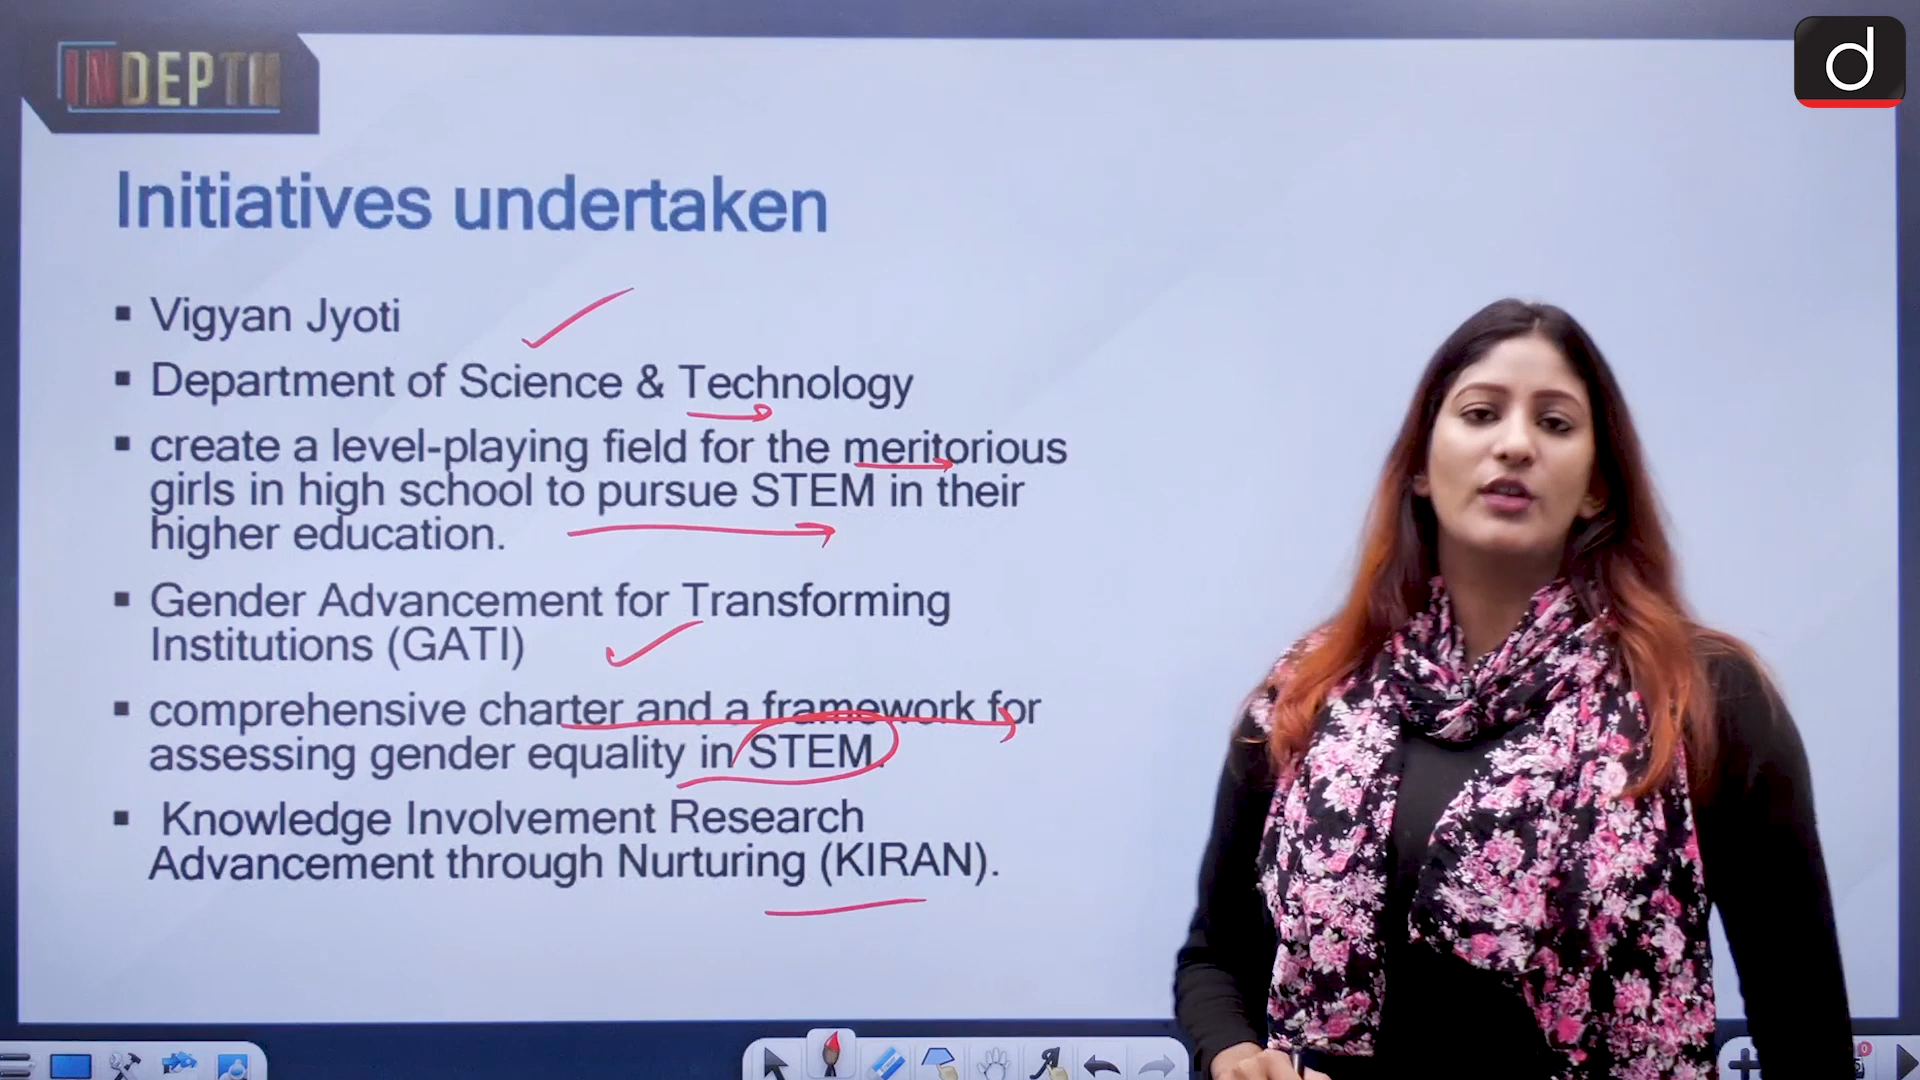 INDEPTH
d
Initiatives undertaken
▪ Vigyan Jyoti
▪ Department of Science & Technology
▪ create a level-playing field for the meritorious
girls in high school to pursue STEM in their
higher education.
▪ Gender Advancement for Transforming
Institutions (GATI)
▪ comprehensive charter and a framework for
assessing gender equality in STEM.
▪ Knowledge Involvement Research
Advancement through Nurturing (KIRAN).
0